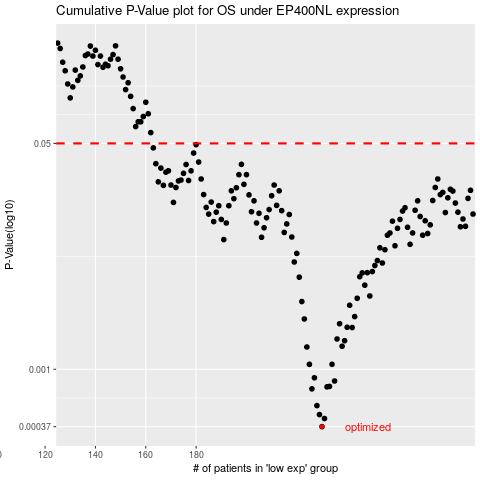 Cumulative P-Value plot for OS under EP400NL expression
P-Value(log10)
0.05
0.001
0.00037
optimized
0 120 140 160 180
# of patients in 'low exp' group